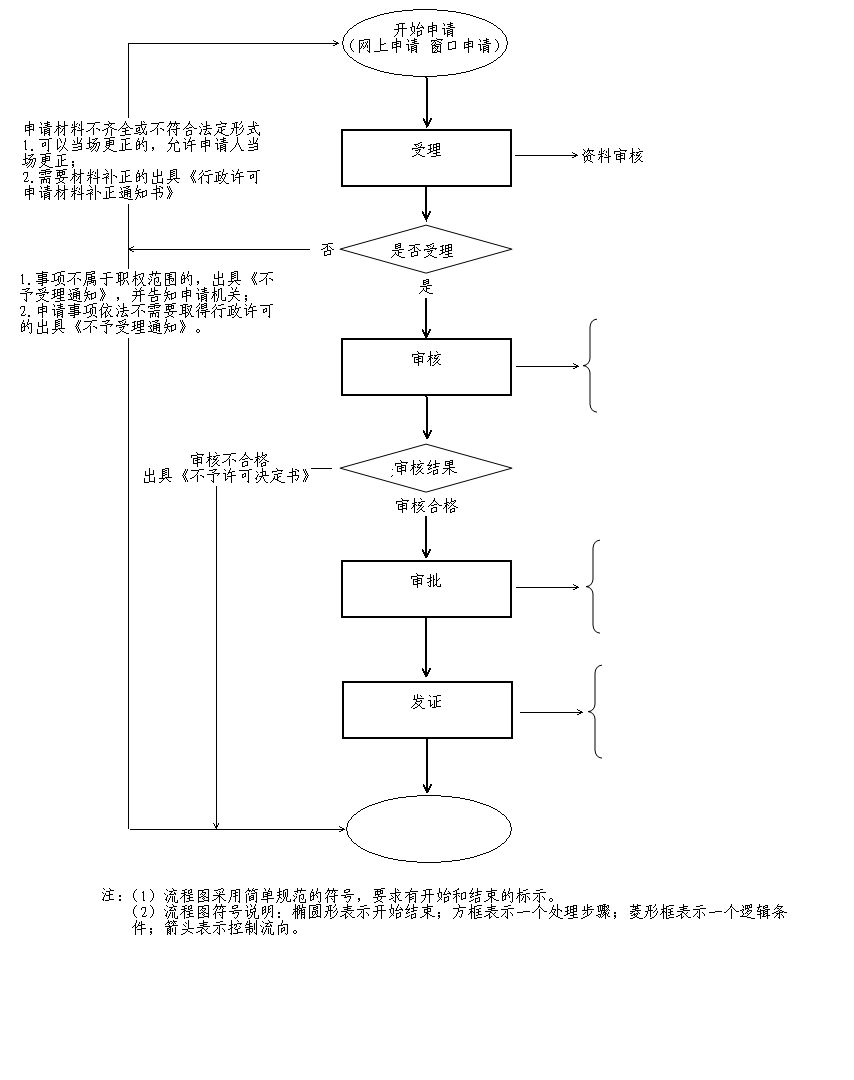 开始申请
（网上申请 窗口申请）
申请材料不齐全或不符合法定形式
1.可以当场更正的，允许申请人当
场更正；
2.需要材料补正的出具《行政许可
申请材料补正通知书》
受理
资料审核
否
是否受理
是
1.事项不属于职权范围的，出具《不
予受理通知》，并告知申请机关；
2.申请事项依法不需要取得行政许可
的出具《不予受理通知》。
审核
审核不合格
出具《不予许可决定书》
审核结果
审核合格
审批
发证
注：（1）流程图采用简单规范的符号，要求有开始和结束的标示。
（2）流程图符号说明：椭圆形表示开始结束；方框表示一个处理步骤；菱形框表示一个逻辑条
件；箭头表示控制流向。